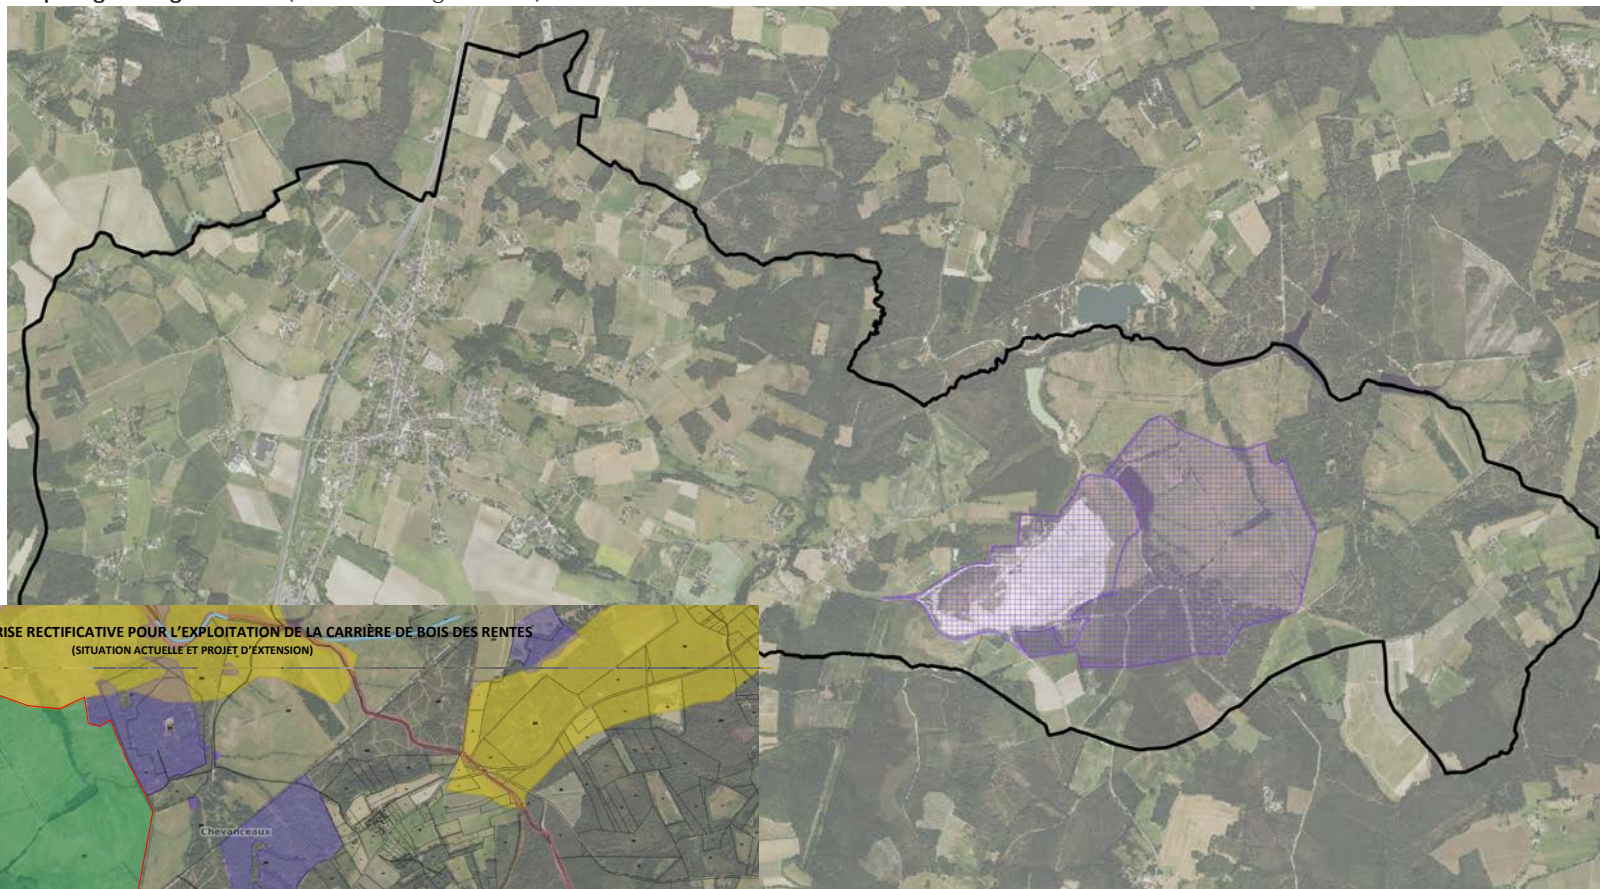 RISE RECTIFICATIVE POUR L'EXPLOITATION DE LA CARRIÈRE DE BOIS DES RENTES
(SITUATION ACTUELLE ET PROJET D'EXTENSION)
Chevanceaux